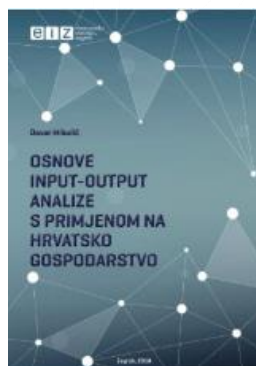 eiz
Davor Mikulić
OSNOVE
INPUT-OUTPUT
ANALIZE
S PRIMJENOM NA
HRVATSKO
GOSPODARSTVO